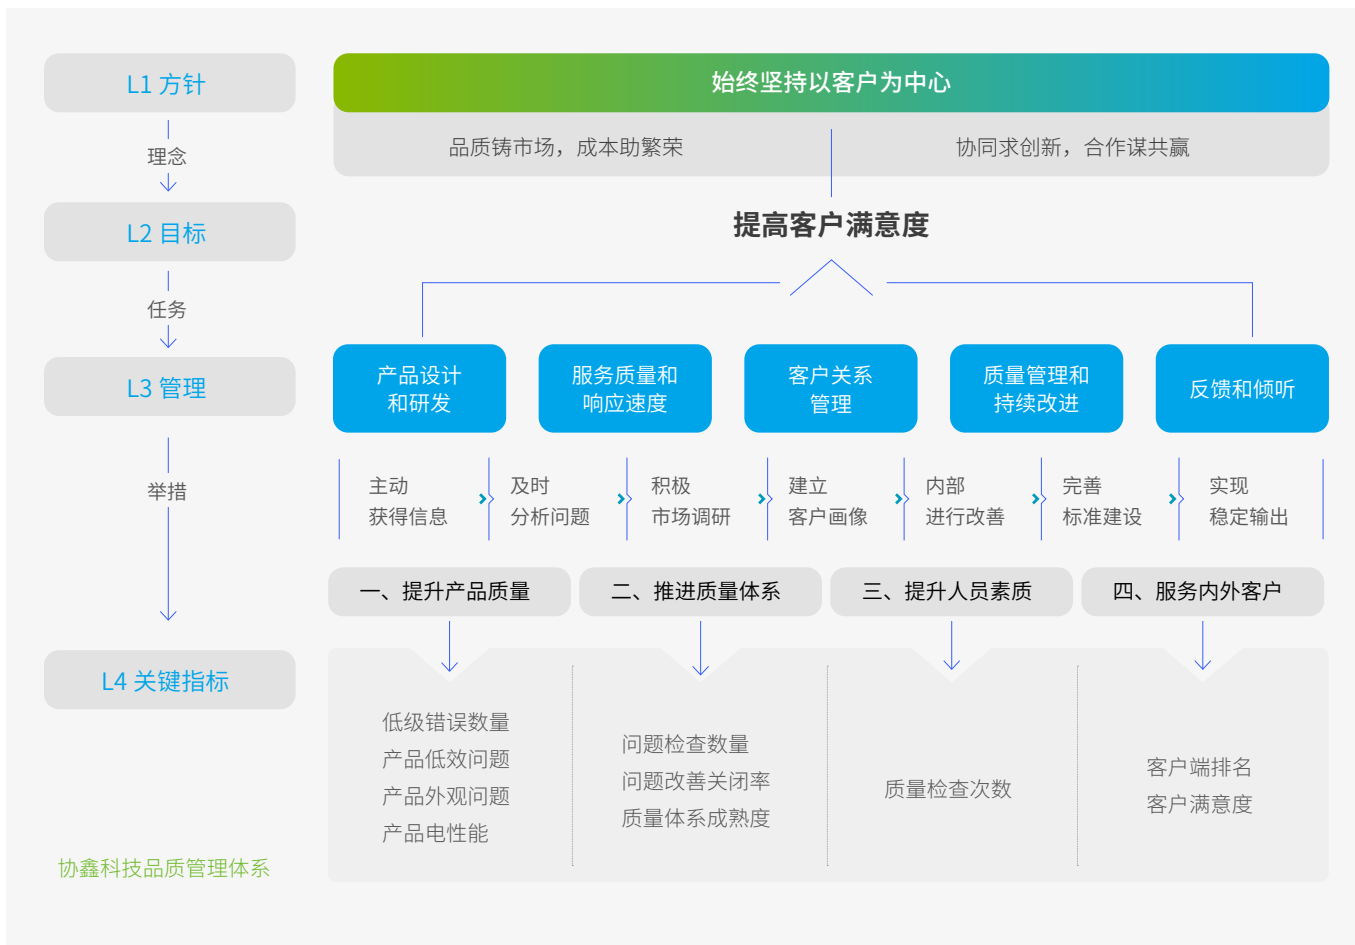 L1 方针
始终坚持以客户为中心
理念
品质铸市场，成本助繁荣
协同求创新，合作谋共赢
L2 目标
提高客户满意度
任务
L3 管理
产品设计
和研发
服务质量和
响应速度
客户关系
管理
质量管理和
持续改进
反馈和倾听
举措
主动
获得信息
及时
分析问题
积极
市场调研
建立
客户画像
内部
进行改善
完善
标准建设
实现
稳定输出
一、提升产品质量
二、推进质量体系
三、提升人员素质
四、服务内外客户
L4 关键指标
低级错误数量
产品低效问题
产品外观问题
产品电性能
问题检查数量
问题改善关闭率
质量体系成熟度
质量检查次数
客户端排名
客户满意度
协鑫科技品质管理体系